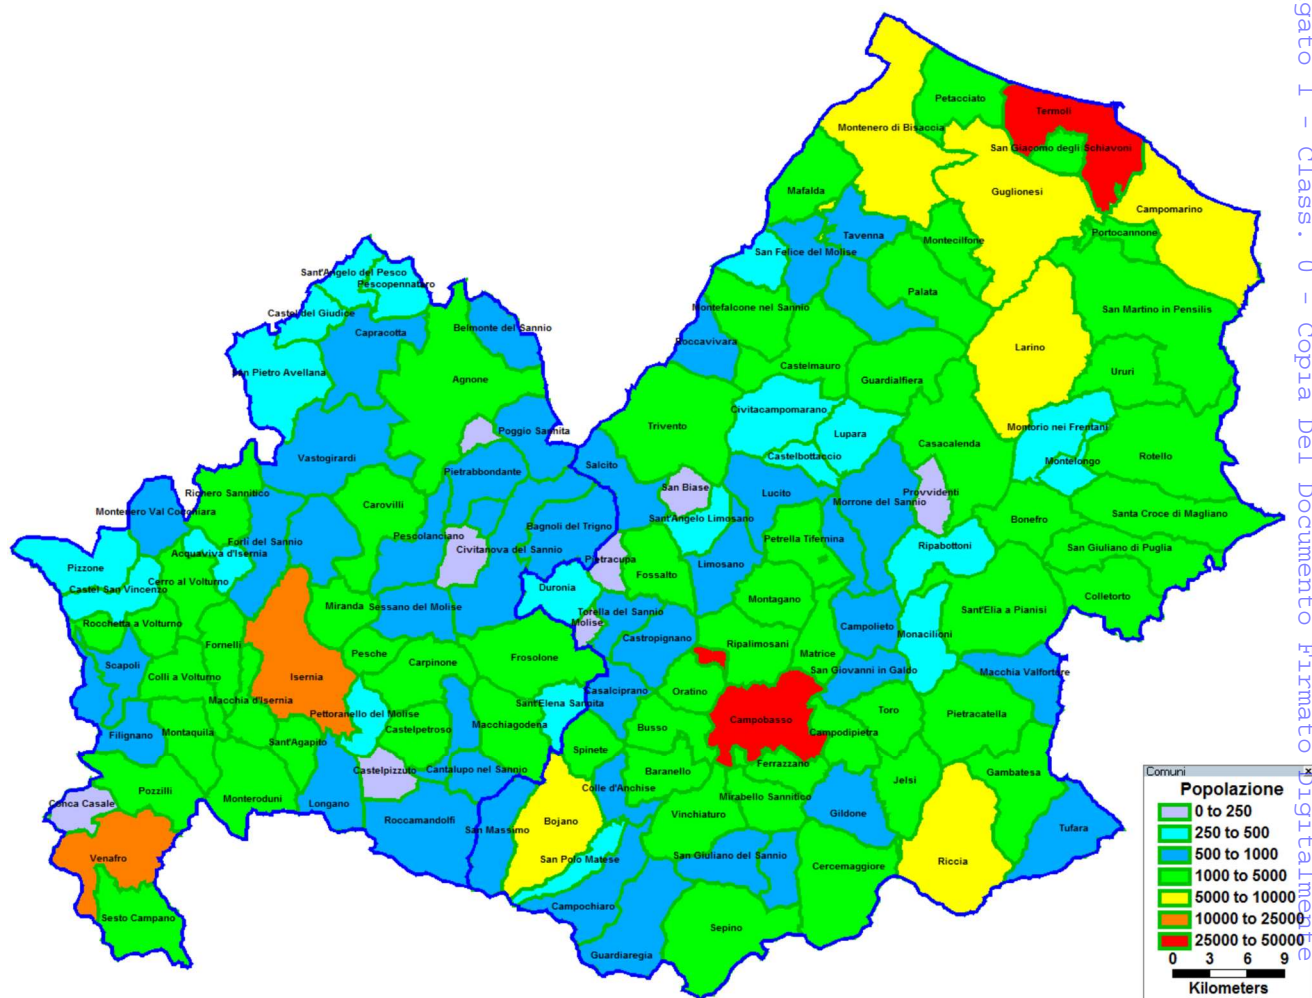 Petacciato
Termoli
Montenero di Bisaccia
San Giacomo degli Schiavoni
Mafalda
Guglionesi
Campomarino
Tavenna
Montecilfone
Portocannone
San Felice del Molise
Sant'Angelo del Pesco
Pescopennataro
Castel del Giudice
Capracotta
Belmonte del Sannio
Montefalcone nel Sannio
Palata
San Martino in Pensilis
Roccavivara
Larino
San Pietro Avellana
Agnone
Castelmauro
Guardialfiera
Ururi
Civitacampomarano
Trivento
Lupara
Montorio nei Frentani
Poggio Sannita
Casacalenda
Castelbottaccio
Montelongo
Rotello
Vastogirardi
Pietrabbondante
Salcito
San Biase
Lucito
Morrone del Sannio
Provvidenti
Rionero Sannitico
Carovilli
Montenero Val Cocchiara
Santa Croce di Magliano
Bonefro
Sant'Angelo Limosano
Bagnoli del Trigno
Forlì del Sannio
Pescolanciano
Petrella Tifernina
Civitanova del Sannio
San Giuliano di Puglia
Ripabottoni
Acquaviva d'Isernia
Pietracupa
Limosano
Pizzone
Cerro al Volturno
Fossalto
Castel San Vincenzo
Duronia
Colletorto
Montagano
Miranda
Sessano del Molise
Torella del Sannio
Sant'Elia a Pianisi
Rocchetta a Volturno
Molise
Campolieto
Monacilioni
Castropignano
Fornelli
Pesche
Ripalimosani
Matrice
Frosolone
Carpinone
Scapoli
San Giovanni in Galdo
Macchia Valfortore
Colli a Volturno
Isernia
Casalciprano
Oratino
Macchia d'Isernia
Sant'Elena Sannita
Toro
Pettoranello del Molise
Pietracatella
Macchiagodena
Campobasso
Castelpetroso
Busso
Campodipietra
Filignano
Montaquila
Sant'Agapito
Spinete
Ferrazzano
Castelpizzuto
Cantalupo nel Sannio
Baranello
Gambatesa
Jelsi
Colle d'Anchise
Pozzilli
Monteroduni
Mirabello Sannitico
Conca Casale
Longano
Vinchiaturo
Gildone
Roccamandolfi
San Massimo
Bojano
Tufara
San Giuliano del Sannio
Venafro
San Polo Matese
Cercemaggiore
Riccia
Campochiaro
Sesto Campano
Sepino
Guardiaregia
Comuni
Popolazione
0 to 250
250 to 500
500 to 1000
1000 to 5000
5000 to 10000
10000 to 25000
25000 to 50000
0 3 6 9
Kilometers
gato 1 - Class. 0 - Copia Del Documento Firmato Digitalmente